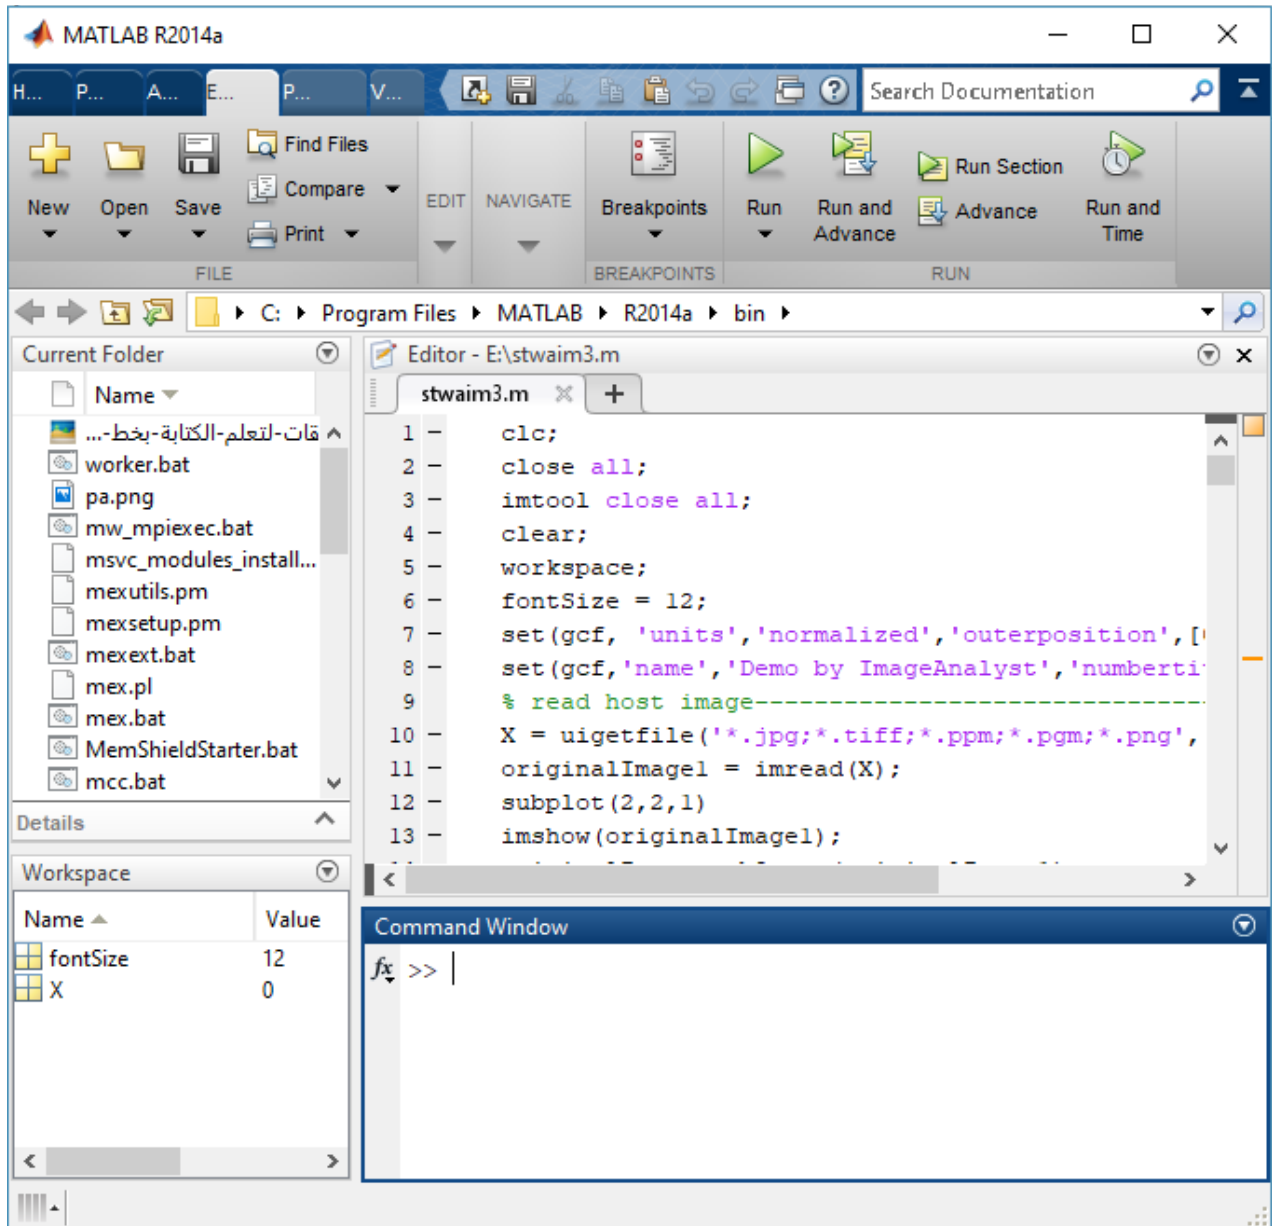 MATLAB R2014a
H... P... A... E... P... V... Search Documentation
New Open Save Find Files Compare Print
FILE
EDIT
NAVIGATE
Breakpoints
BREAKPOINTS
Run Run and Advance Run Section Advance Run and Time
RUN
C: Program Files MATLAB R2014a bin
Current Folder
Name
قات-لتعلم-الكتابة-بخط-...
worker.bat
pa.png
mw_mpiexec.bat
msvc_modules_install...
mexutils.pm
mexsetup.pm
mexext.bat
mex.pl
mex.bat
MemShieldStarter.bat
mcc.bat
Details
Workspace
Name Value
fontSize 12
X 0
Editor - E:\stwaim3.m
stwaim3.m
1 - clc;
2 - close all;
3 - imtool close all;
4 - clear;
5 - workspace;
6 - fontSize = 12;
7 - set(gcf, 'units','normalized','outerposition',[
8 - set(gcf,'name','Demo by ImageAnalyst','numberti
9 % read host image-----------------------------
10 - X = uigetfile('*.jpg;*.tiff;*.ppm;*.pgm;*.png',
11 - originalImage1 = imread(X);
12 - subplot(2,2,1)
13 - imshow(originalImage1);
Command Window
fx >>